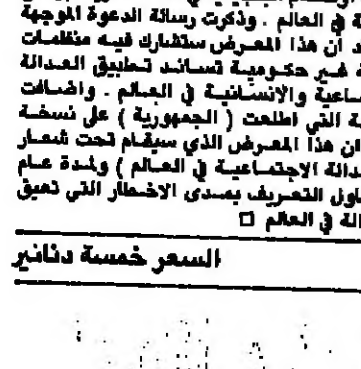 ة في العالم . وذكرت رسالة الدعوة الموجهة
د ان هذا المعرض ستشارك فيه منظمات
ة غير حكومية تساند تطبيق العدالة
ماعية والانسانية في العالم . واضافت
ة التي اطلعت ( الجمهورية ) على نسخة
ان هذا المعرض الذي سيقام تحت شعار
دالة الاجتماعية في العالم ) ولمدة عام
اول التعريف بمدى الاخطار التي تعيق
الة في العالم □
السعر خمسة دنانير